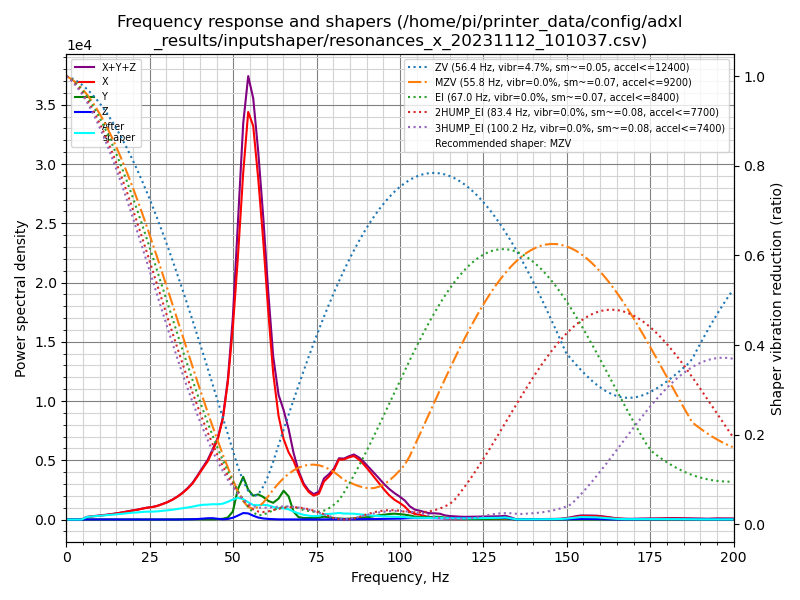 Frequency response and shapers (/home/pi/printer_data/config/adxl
_results/inputshaper/resonances_x_20231112_101037.csv)
1e4
X+Y+Z
X
Y
Z
after
shaper
ZV (56.4 Hz, vibr=4.7%, sm~=0.05, accel<=12400)
MZV (55.8 Hz, vibr=0.0%, sm~=0.07, accel<=9200)
EI (67.0 Hz, vibr=0.0%, sm~=0.07, accel<=8400)
2HUMP_EI (83.4 Hz, vibr=0.0%, sm~=0.08, accel<=7700)
3HUMP_EI (100.2 Hz, vibr=0.0%, sm~=0.08, accel<=7400)
Recommended shaper: MZV
Power spectral density
3.5
3.0
2.5
2.0
1.5
1.0
0.5
0.0
1.0
0.8
0.6
0.4
0.2
0.0
Shaper vibration reduction (ratio)
0 25 50 75 100 125 150 175 200
Frequency, Hz